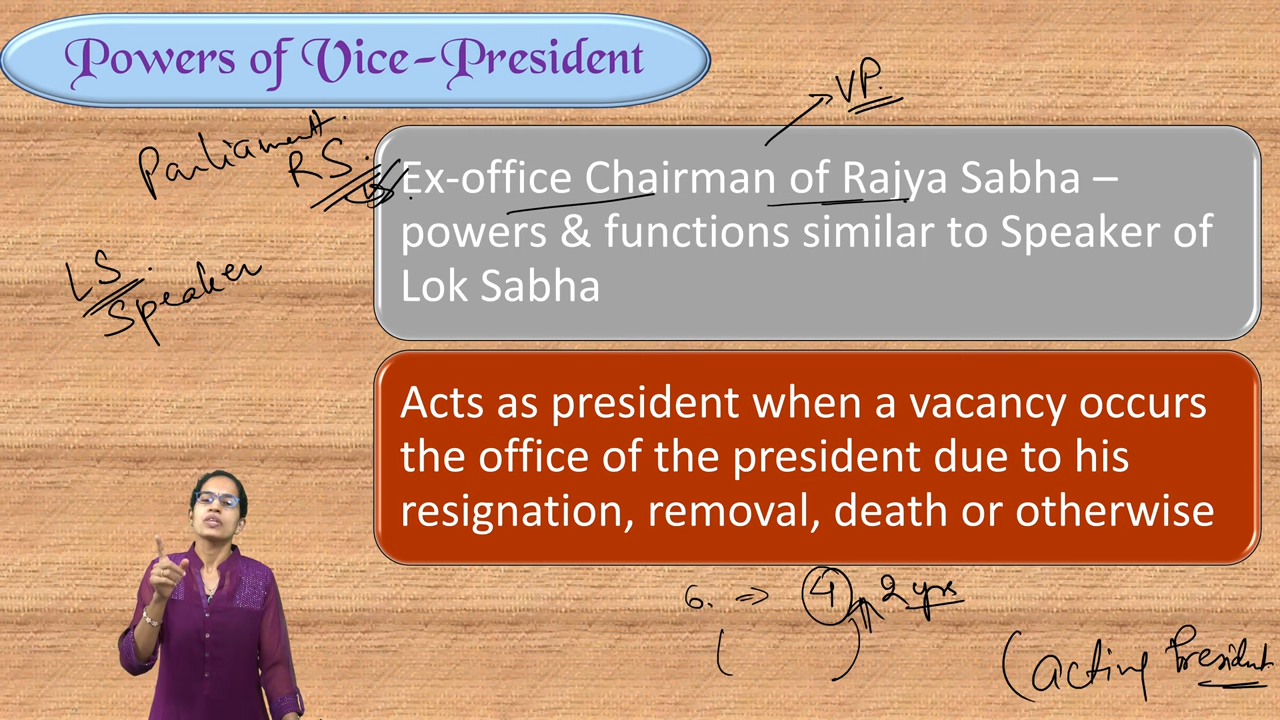 Powers of Vice-President
VP.
Parliament.
RS.
Ex-office Chairman of Rajya Sabha –
powers & functions similar to Speaker of
Lok Sabha
LS.
Speaker
Acts as president when a vacancy occurs
the office of the president due to his
resignation, removal, death or otherwise
6. => 4 2 yrs
( )
(acting President